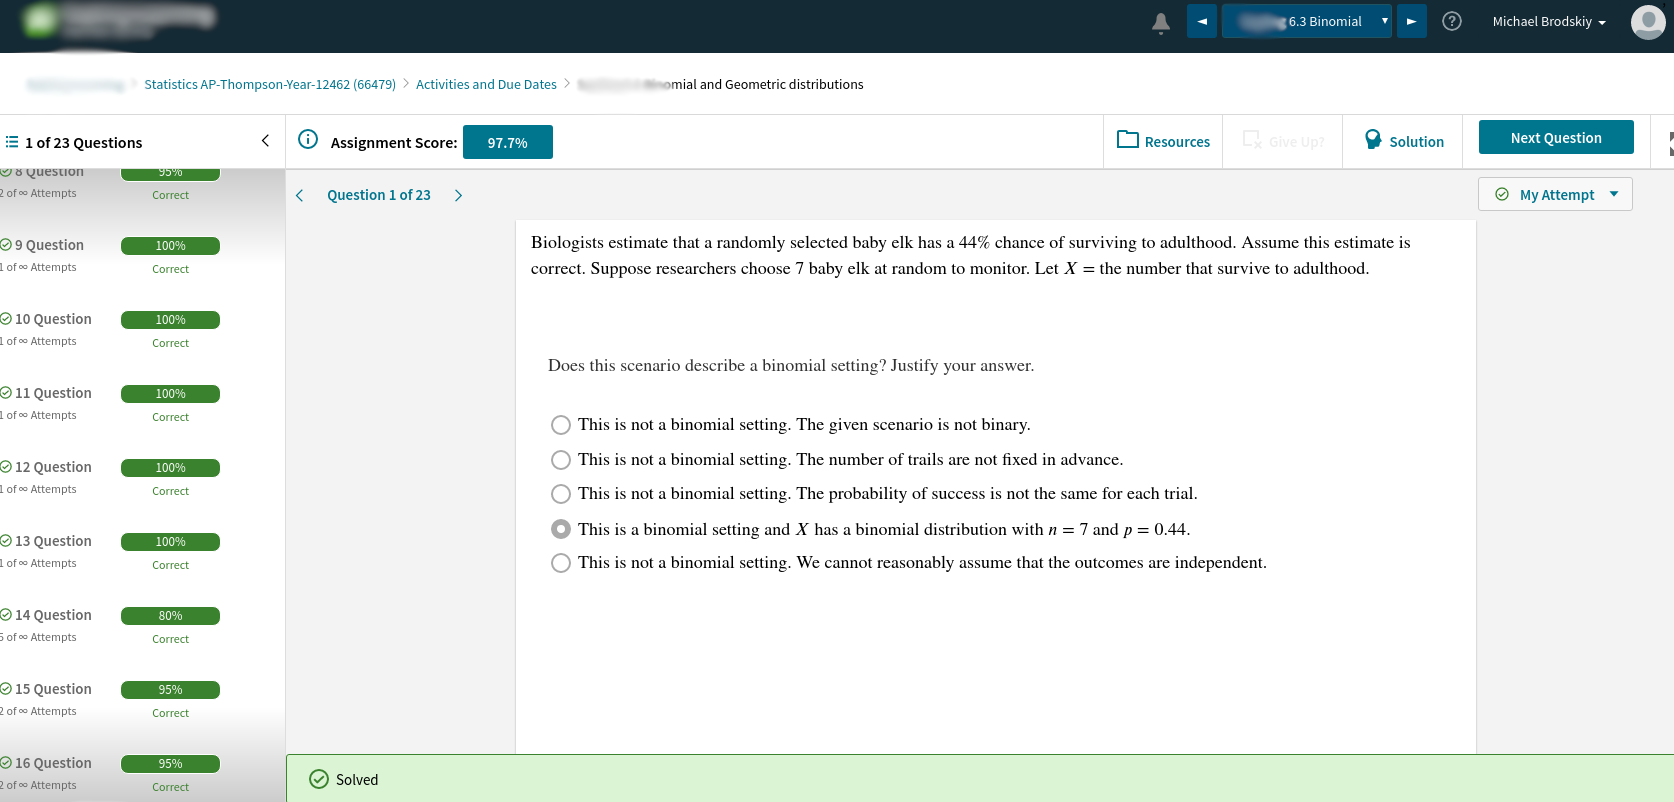 6.3 Binomial
Michael Brodskiy
Statistics AP-Thompson-Year-12462 (66479) > Activities and Due Dates > and Geometric distributions
1 of 23 Questions
Assignment Score: 97.7%
Resources
Give Up?
Solution
Next Question
8 Question 95%
2 of ∞ Attempts Correct
Question 1 of 23
My Attempt
9 Question 100%
1 of ∞ Attempts Correct
10 Question 100%
1 of ∞ Attempts Correct
11 Question 100%
1 of ∞ Attempts Correct
12 Question 100%
1 of ∞ Attempts Correct
13 Question 100%
1 of ∞ Attempts Correct
14 Question 80%
5 of ∞ Attempts Correct
15 Question 95%
2 of ∞ Attempts Correct
16 Question 95%
2 of ∞ Attempts Correct
Biologists estimate that a randomly selected baby elk has a 44% chance of surviving to adulthood. Assume this estimate is
correct. Suppose researchers choose 7 baby elk at random to monitor. Let X = the number that survive to adulthood.
Does this scenario describe a binomial setting? Justify your answer.
This is not a binomial setting. The given scenario is not binary.
This is not a binomial setting. The number of trails are not fixed in advance.
This is not a binomial setting. The probability of success is not the same for each trial.
This is a binomial setting and X has a binomial distribution with n = 7 and p = 0.44.
This is not a binomial setting. We cannot reasonably assume that the outcomes are independent.
Solved